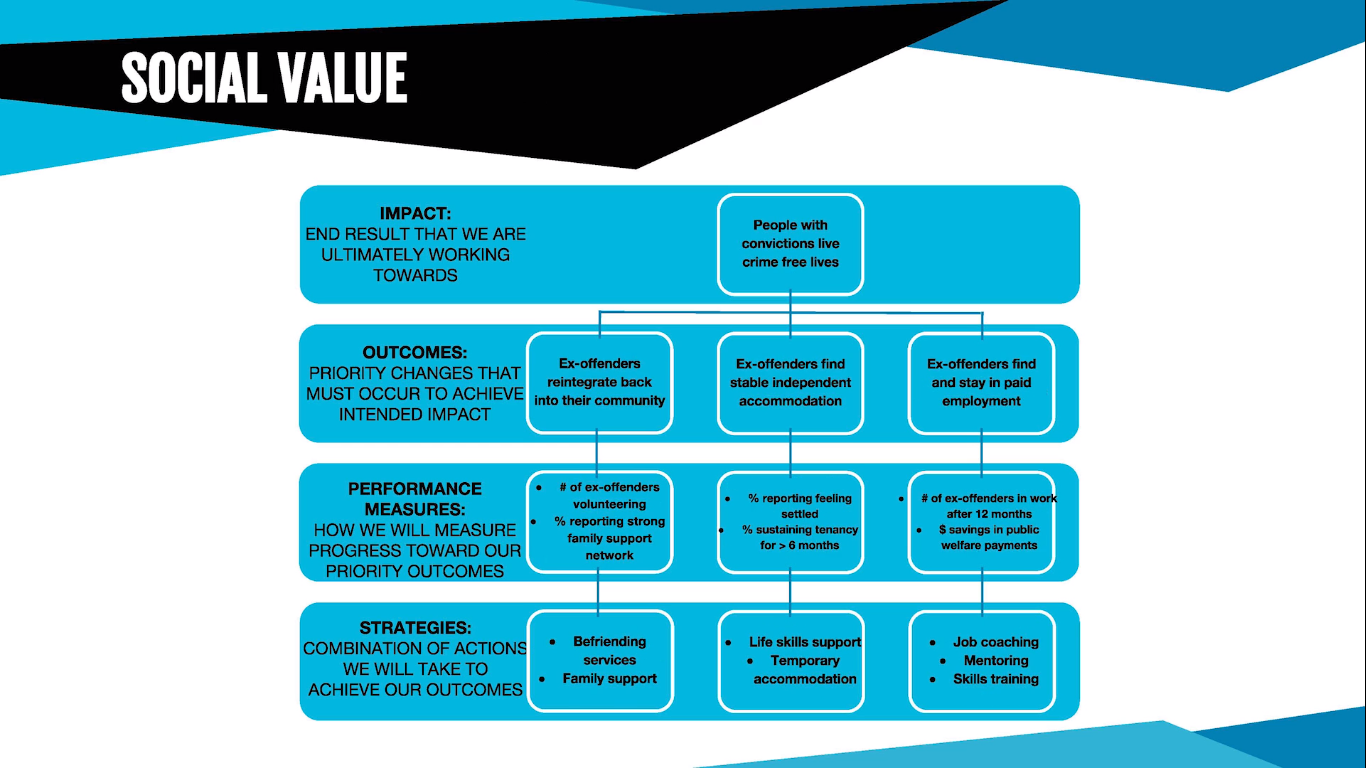 SOCIAL VALUE
IMPACT:
END RESULT THAT WE ARE
ULTIMATELY WORKING
TOWARDS
People with
convictions live
crime free lives
OUTCOMES:
PRIORITY CHANGES THAT
MUST OCCUR TO ACHIEVE
INTENDED IMPACT
Ex-offenders
reintegrate back
into their community
Ex-offenders find
stable independent
accommodation
Ex-offenders find
and stay in paid
employment
PERFORMANCE
MEASURES:
HOW WE WILL MEASURE
PROGRESS TOWARD OUR
PRIORITY OUTCOMES
• # of ex-offenders
volunteering
• % reporting strong
family support
network
• % reporting feeling
settled
• % sustaining tenancy
for > 6 months
• # of ex-offenders in work
after 12 months
• $ savings in public
welfare payments
STRATEGIES:
COMBINATION OF ACTIONS
WE WILL TAKE TO
ACHIEVE OUR OUTCOMES
• Befriending
services
• Family support
• Life skills support
• Temporary
accommodation
• Job coaching
• Mentoring
• Skills training